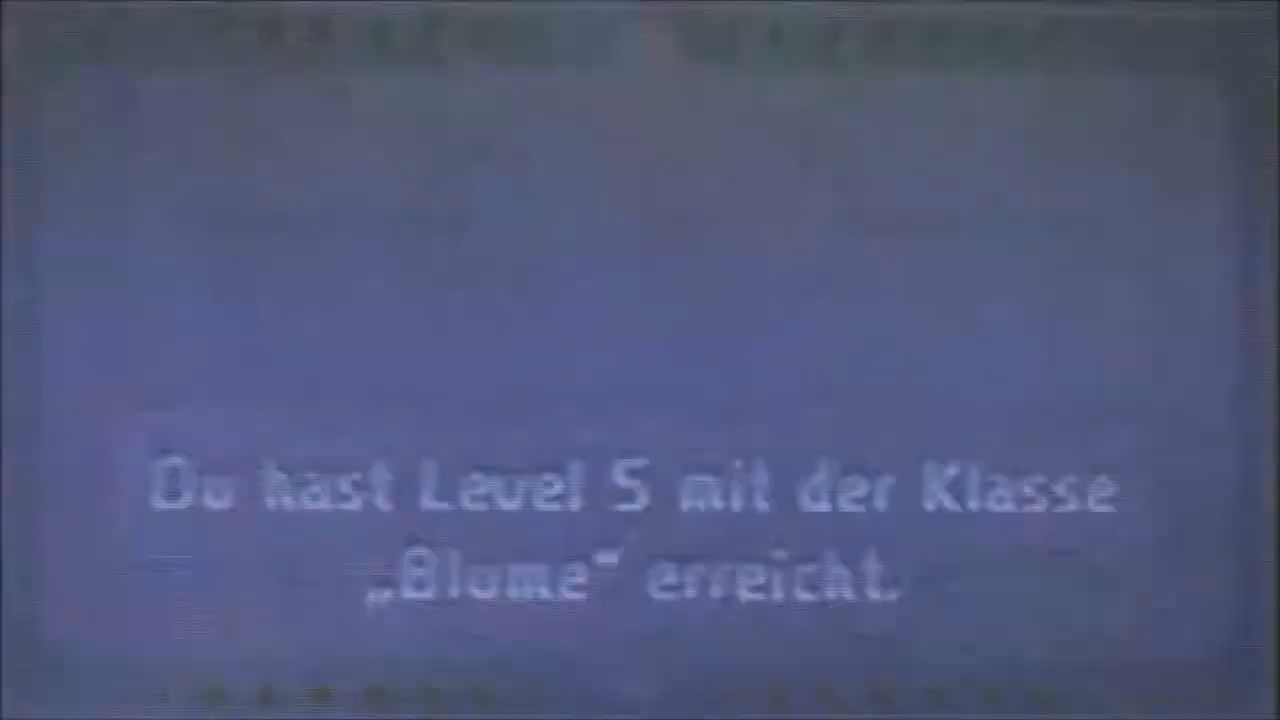 Du hast Level 5 mit der Klasse
„Blume“ erreicht.